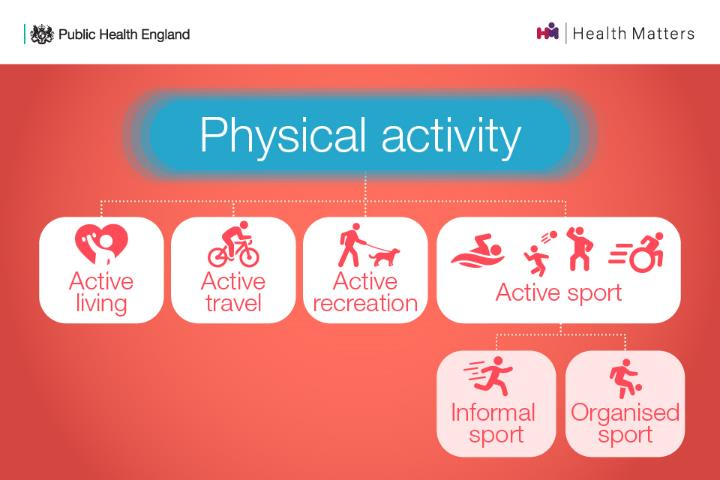 Public Health England
HM Health Matters
Physical activity
Active
living
Active
travel
Active
recreation
Active sport
Informal
sport
Organised
sport